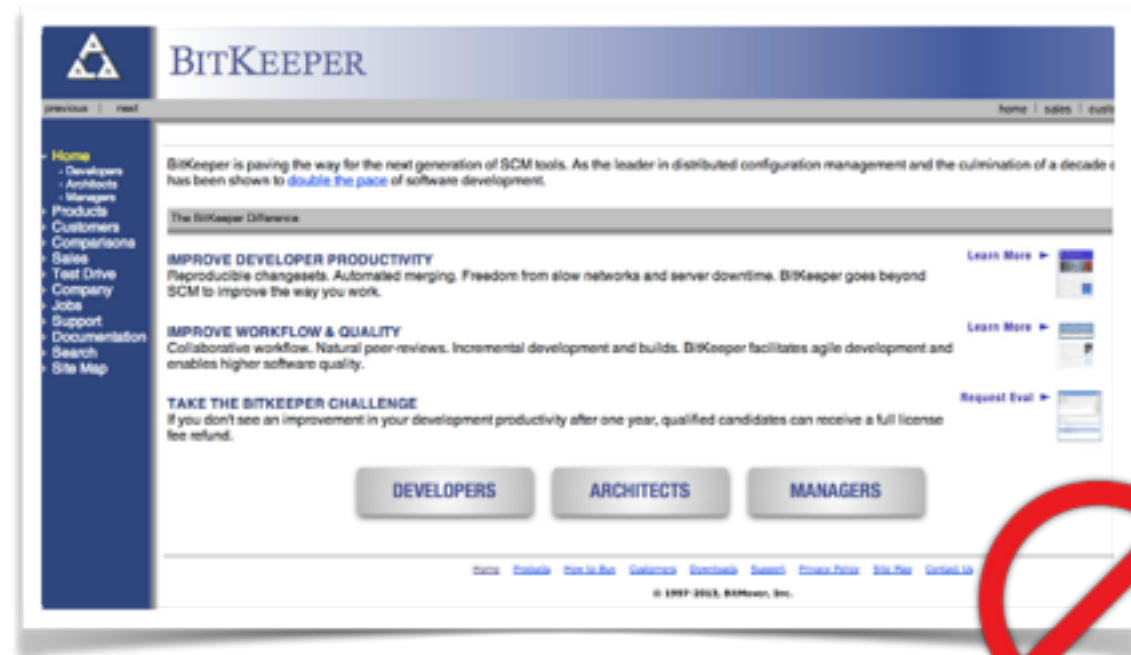 BITKEEPER
previous | next
home | sales | custo
Home
- Developers
- Architects
- Managers
Products
Customers
Comparisons
Sales
Test Drive
Company
Jobs
Support
Documentation
Search
Site Map
BitKeeper is paving the way for the next generation of SCM tools. As the leader in distributed configuration management and the culmination of a decade
has been shown to double the pace of software development.
The BitKeeper Difference
IMPROVE DEVELOPER PRODUCTIVITY
Reproducible changesets. Automated merging. Freedom from slow networks and server downtime. BitKeeper goes beyond
SCM to improve the way you work.
Learn More
IMPROVE WORKFLOW & QUALITY
Collaborative workflow. Natural peer-reviews. Incremental development and builds. BitKeeper facilitates agile development and
enables higher software quality.
Learn More
TAKE THE BITKEEPER CHALLENGE
If you don't see an improvement in your development productivity after one year, qualified candidates can receive a full license
fee refund.
Request Eval
DEVELOPERS ARCHITECTS MANAGERS
Home Products How to Buy Customers Downloads Support Privacy Policy Site Map Contact Us
© 1997-2013, BitMover, Inc.